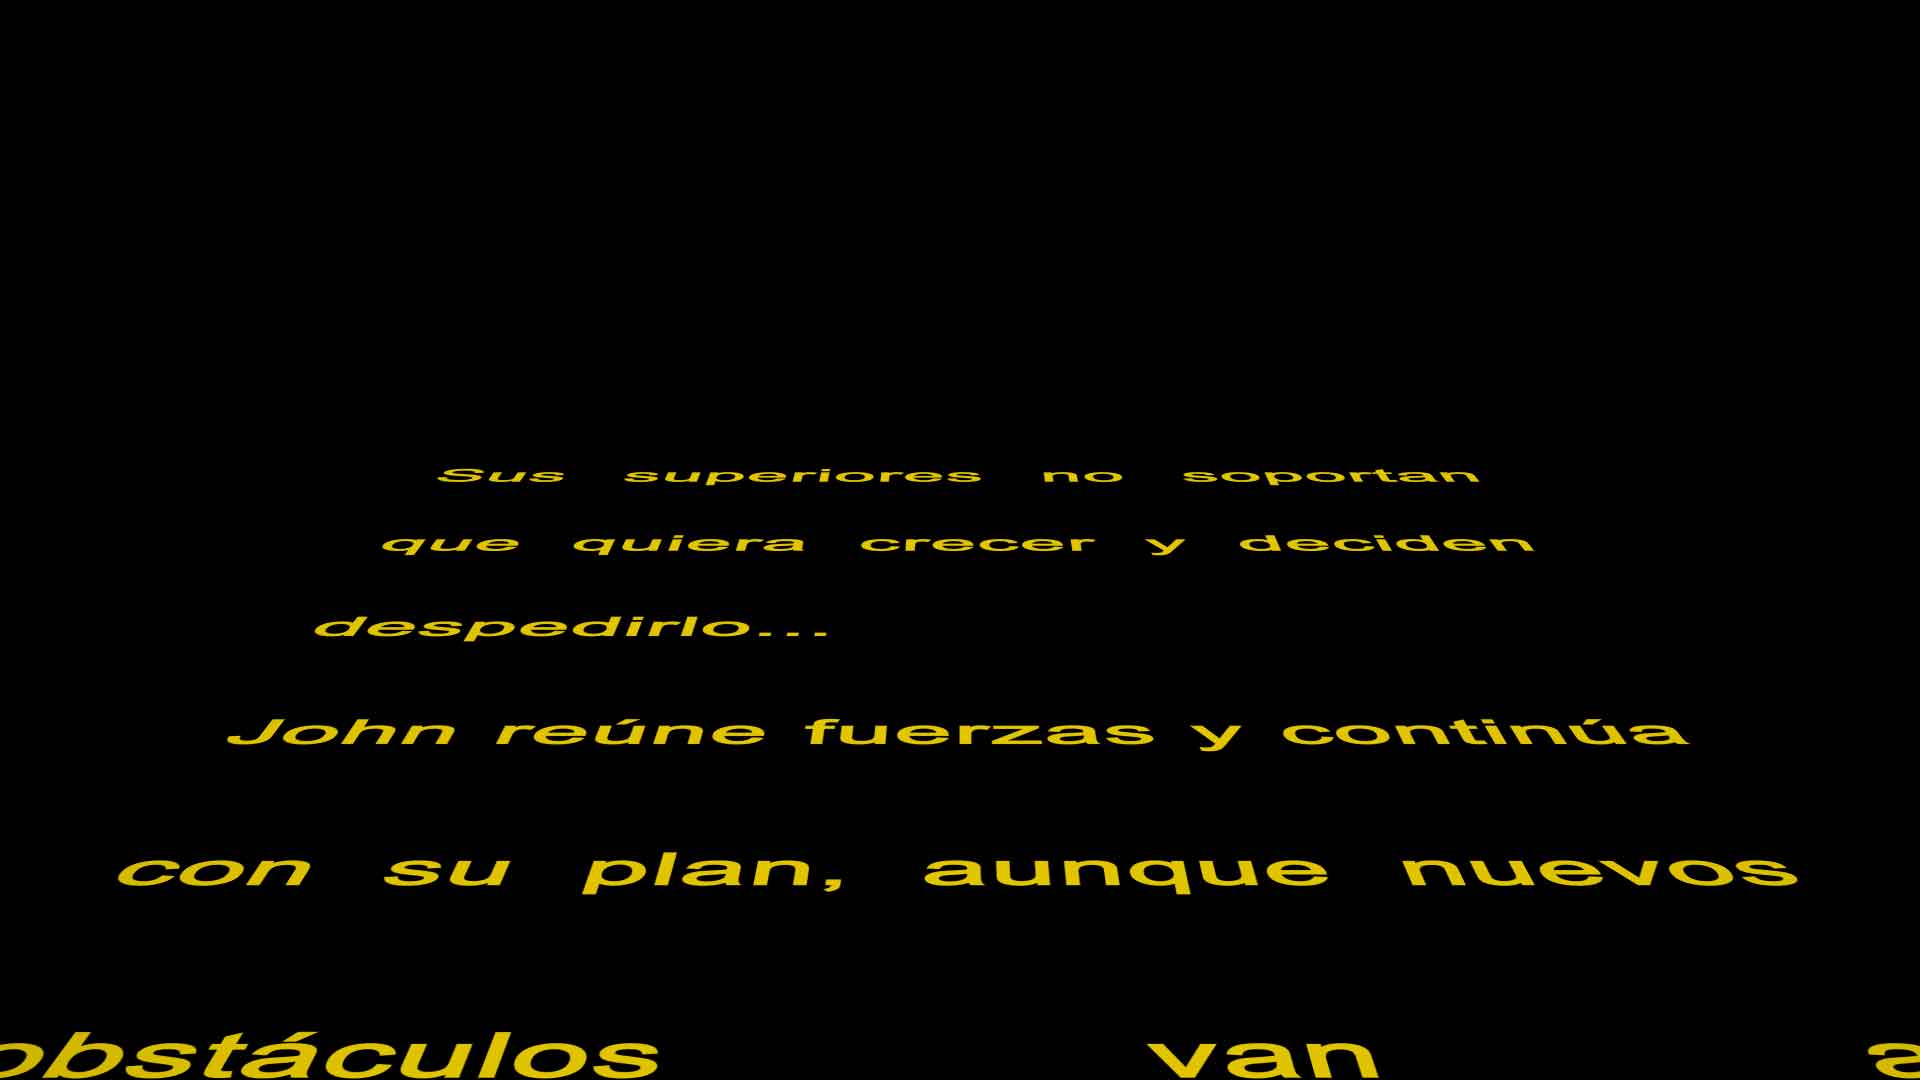 Sus superiores no soportan
que quiera crecer y deciden
despedirlo...
John reúne fuerzas y continúa
con su plan, aunque nuevos
obstáculos van a